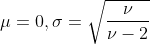 μ = 0, σ = √(ν/(ν − 2))